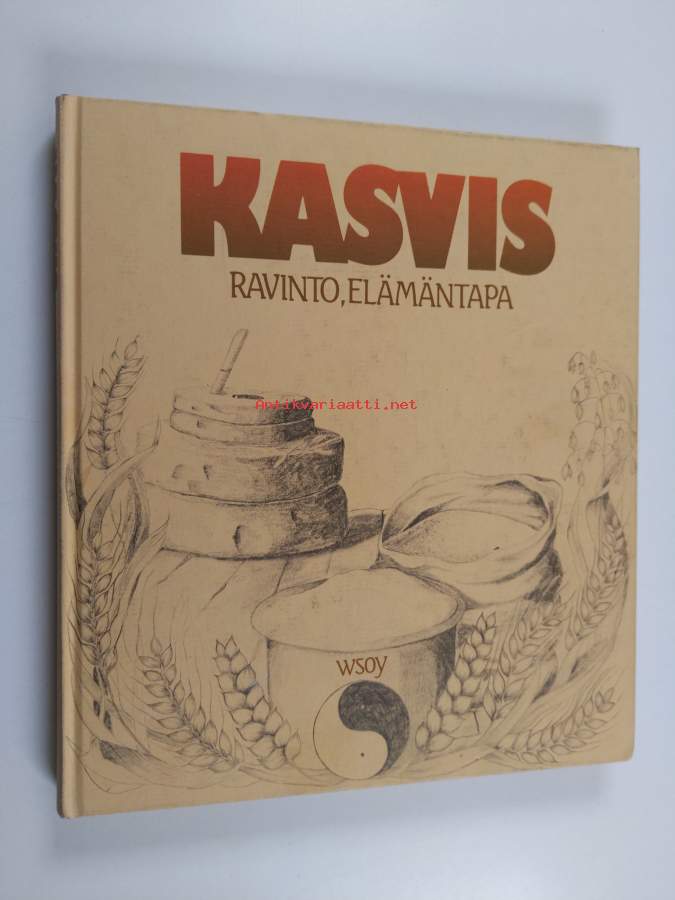 KASVIS
RAVINTO, ELÄMÄNTAPA
Antikvariaatti.net
WSOY